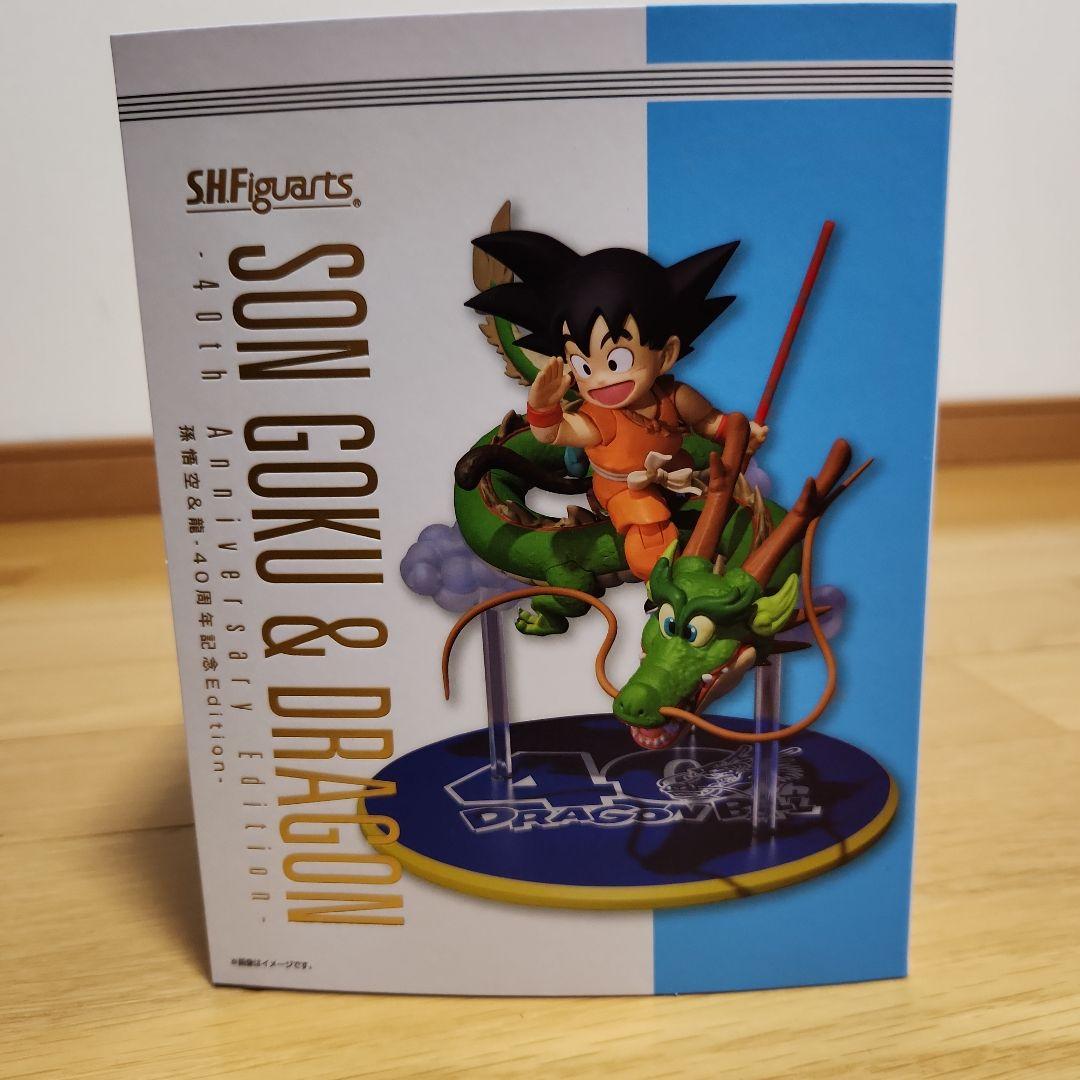 S.H.Figuarts®
SON GOKU & DRAGON
- 40th Anniversary Edition -
孫悟空&龍-40周年記念Edition-
40
DRAGON BALL
※画像はイメージです。